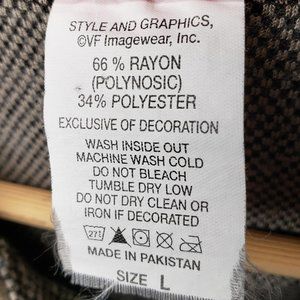 STYLE AND GRAPHICS,
©VF Imagewear, Inc.
66 % RAYON
(POLYNOSIC)
34% POLYESTER
EXCLUSIVE OF DECORATION
WASH INSIDE OUT
MACHINE WASH COLD
DO NOT BLEACH
TUMBLE DRY LOW
DO NOT DRY CLEAN OR
IRON IF DECORATED
MADE IN PAKISTAN
SIZE L